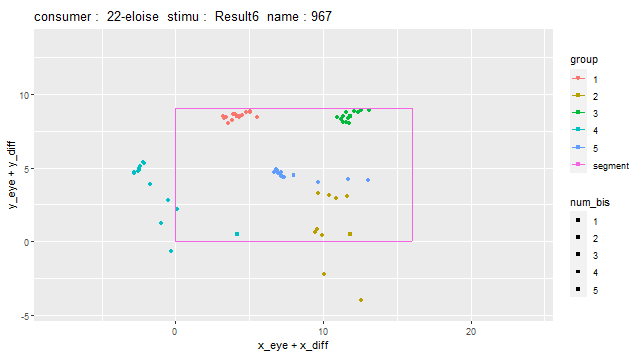 consumer :  22-eloise  stimu :  Result6  name : 967
group
1
2
3
4
5
segment
num_bis
1
2
3
4
5
10
5
0
-5
y_eye + y_diff
0
10
20
x_eye + x_diff